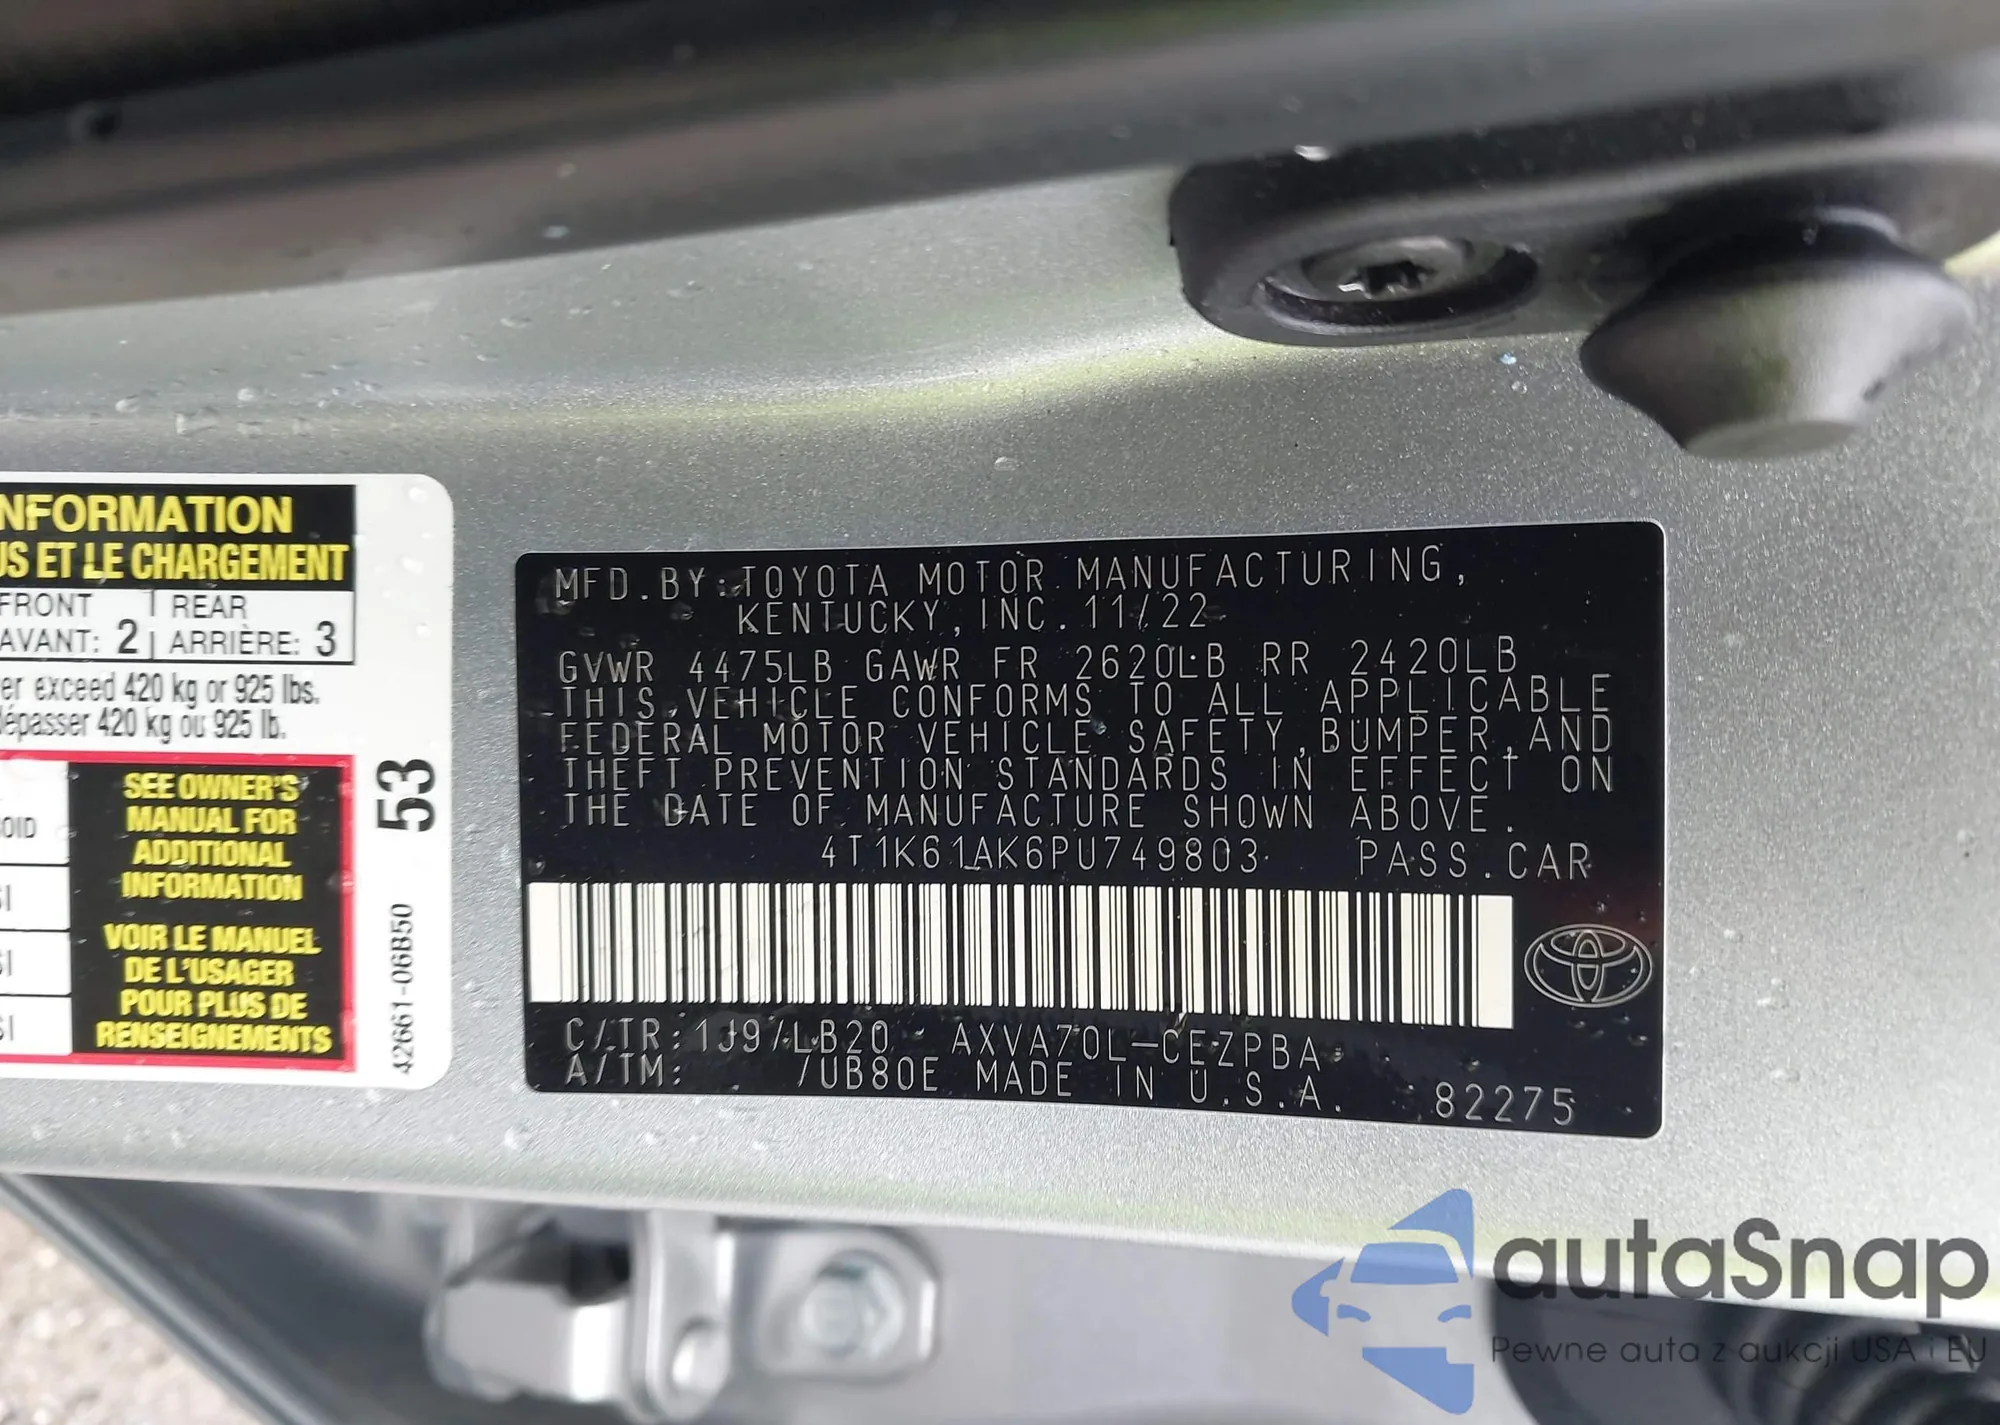 NFORMATION
US ET LE CHARGEMENT
FRONT REAR
AVANT: 2 ARRIÈRE: 3
er exceed 420 kg or 925 lbs.
dépasser 420 kg ou 925 lb.
OID
SI
SI
SI
SEE OWNER'S
MANUAL FOR
ADDITIONAL
INFORMATION
VOIR LE MANUEL
DE L'USAGER
POUR PLUS DE
RENSEIGNEMENTS
53
42661-06B50
MFD.BY:TOYOTA MOTOR MANUFACTURING,
KENTUCKY,INC.11/22
GVWR 4475LB GAWR FR 2620LB RR 2420LB
THIS VEHICLE CONFORMS TO ALL APPLICABLE
FEDERAL MOTOR VEHICLE SAFETY,BUMPER,AND
THEFT PREVENTION STANDARDS IN EFFECT ON
THE DATE OF MANUFACTURE SHOWN ABOVE.
4T1K61AK6PU749803 PASS.CAR
C/TR:1J9/LB20 AXVA70L-CEZPBA
A/TM: /UB80E MADE IN U.S.A.
82275
autaSnap
Pewne auta z aukcji USA i EU